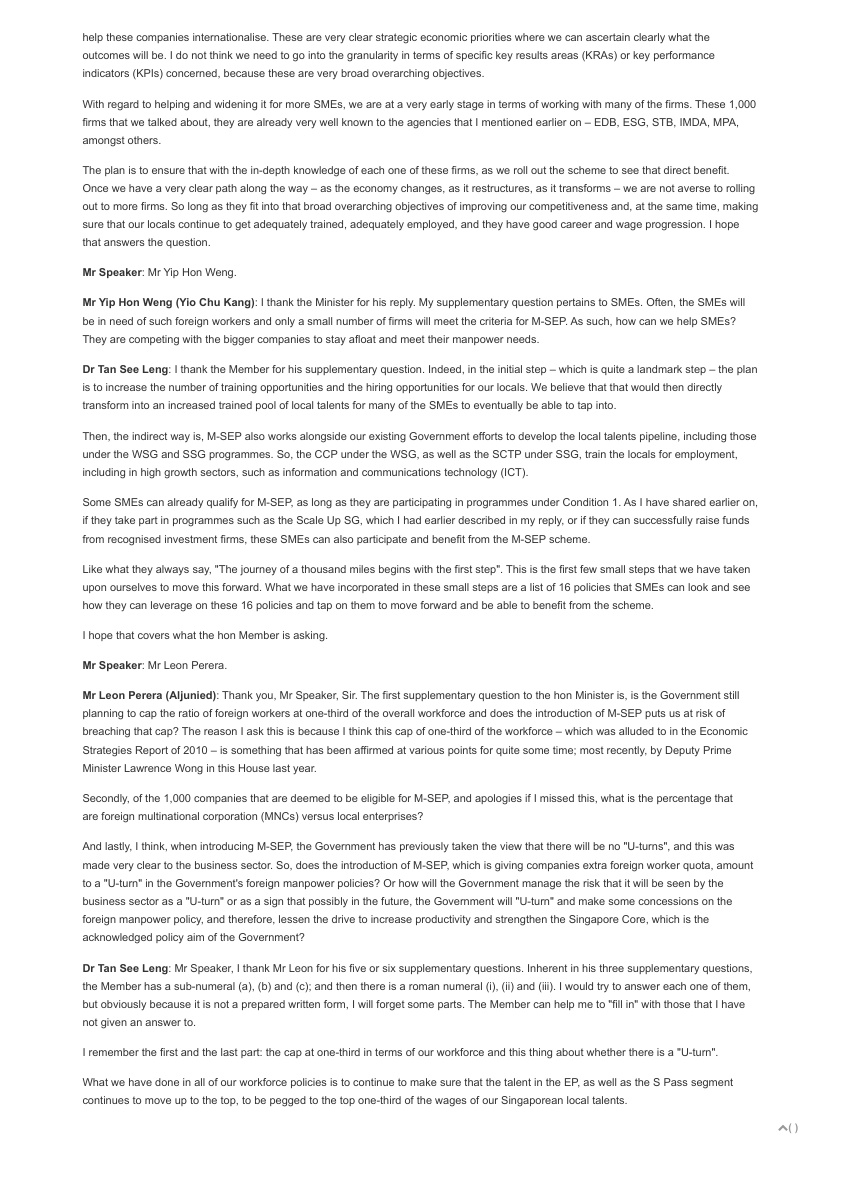 help these companies internationalise. These are very clear strategic economic priorities where we can ascertain clearly what the
outcomes will be. I do not think we need to go into the granularity in terms of specific key results areas (KRAs) or key performance
indicators (KPIs) concerned, because these are very broad overarching objectives.
With regard to helping and widening it for more SMEs, we are at a very early stage in terms of working with many of the firms. These 1,000
firms that we talked about, they are already very well known to the agencies that I mentioned earlier on – EDB, ESG, STB, IMDA, MPA,
amongst others.
The plan is to ensure that with the in-depth knowledge of each one of these firms, as we roll out the scheme to see that direct benefit.
Once we have a very clear path along the way – as the economy changes, as it restructures, as it transforms – we are not averse to rolling
out to more firms. So long as they fit into that broad overarching objectives of improving our competitiveness and, at the same time, making
sure that our locals continue to get adequately trained, adequately employed, and they have good career and wage progression. I hope
that answers the question.
Mr Speaker: Mr Yip Hon Weng.
Mr Yip Hon Weng (Yio Chu Kang): I thank the Minister for his reply. My supplementary question pertains to SMEs. Often, the SMEs will
be in need of such foreign workers and only a small number of firms will meet the criteria for M-SEP. As such, how can we help SMEs?
They are competing with the bigger companies to stay afloat and meet their manpower needs.
Dr Tan See Leng: I thank the Member for his supplementary question. Indeed, in the initial step – which is quite a landmark step – the plan
is to increase the number of training opportunities and the hiring opportunities for our locals. We believe that that would then directly
transform into an increased trained pool of local talents for many of the SMEs to eventually be able to tap into.
Then, the indirect way is, M-SEP also works alongside our existing Government efforts to develop the local talents pipeline, including those
under the WSG and SSG programmes. So, the CCP under the WSG, as well as the SCTP under SSG, train the locals for employment,
including in high growth sectors, such as information and communications technology (ICT).
Some SMEs can already qualify for M-SEP, as long as they are participating in programmes under Condition 1. As I have shared earlier on,
if they take part in programmes such as the Scale Up SG, which I had earlier described in my reply, or if they can successfully raise funds
from recognised investment firms, these SMEs can also participate and benefit from the M-SEP scheme.
Like what they always say, "The journey of a thousand miles begins with the first step". This is the first few small steps that we have taken
upon ourselves to move this forward. What we have incorporated in these small steps are a list of 16 policies that SMEs can look and see
how they can leverage on these 16 policies and tap on them to move forward and be able to benefit from the scheme.
I hope that covers what the hon Member is asking.
Mr Speaker: Mr Leon Perera.
Mr Leon Perera (Aljunied): Thank you, Mr Speaker, Sir. The first supplementary question to the hon Minister is, is the Government still
planning to cap the ratio of foreign workers at one-third of the overall workforce and does the introduction of M-SEP puts us at risk of
breaching that cap? The reason I ask this is because I think this cap of one-third of the workforce – which was alluded to in the Economic
Strategies Report of 2010 – is something that has been affirmed at various points for quite some time; most recently, by Deputy Prime
Minister Lawrence Wong in this House last year.
Secondly, of the 1,000 companies that are deemed to be eligible for M-SEP, and apologies if I missed this, what is the percentage that
are foreign multinational corporation (MNCs) versus local enterprises?
And lastly, I think, when introducing M-SEP, the Government has previously taken the view that there will be no "U-turns", and this was
made very clear to the business sector. So, does the introduction of M-SEP, which is giving companies extra foreign worker quota, amount
to a "U-turn" in the Government's foreign manpower policies? Or how will the Government manage the risk that it will be seen by the
business sector as a "U-turn" or as a sign that possibly in the future, the Government will "U-turn" and make some concessions on the
foreign manpower policy, and therefore, lessen the drive to increase productivity and strengthen the Singapore Core, which is the
acknowledged policy aim of the Government?
Dr Tan See Leng: Mr Speaker, I thank Mr Leon for his five or six supplementary questions. Inherent in his three supplementary questions,
the Member has a sub-numeral (a), (b) and (c); and then there is a roman numeral (i), (ii) and (iii). I would try to answer each one of them,
but obviously because it is not a prepared written form, I will forget some parts. The Member can help me to "fill in" with those that I have
not given an answer to.
I remember the first and the last part: the cap at one-third in terms of our workforce and this thing about whether there is a "U-turn".
What we have done in all of our workforce policies is to continue to make sure that the talent in the EP, as well as the S Pass segment
continues to move up to the top, to be pegged to the top one-third of the wages of our Singaporean local talents.
( )